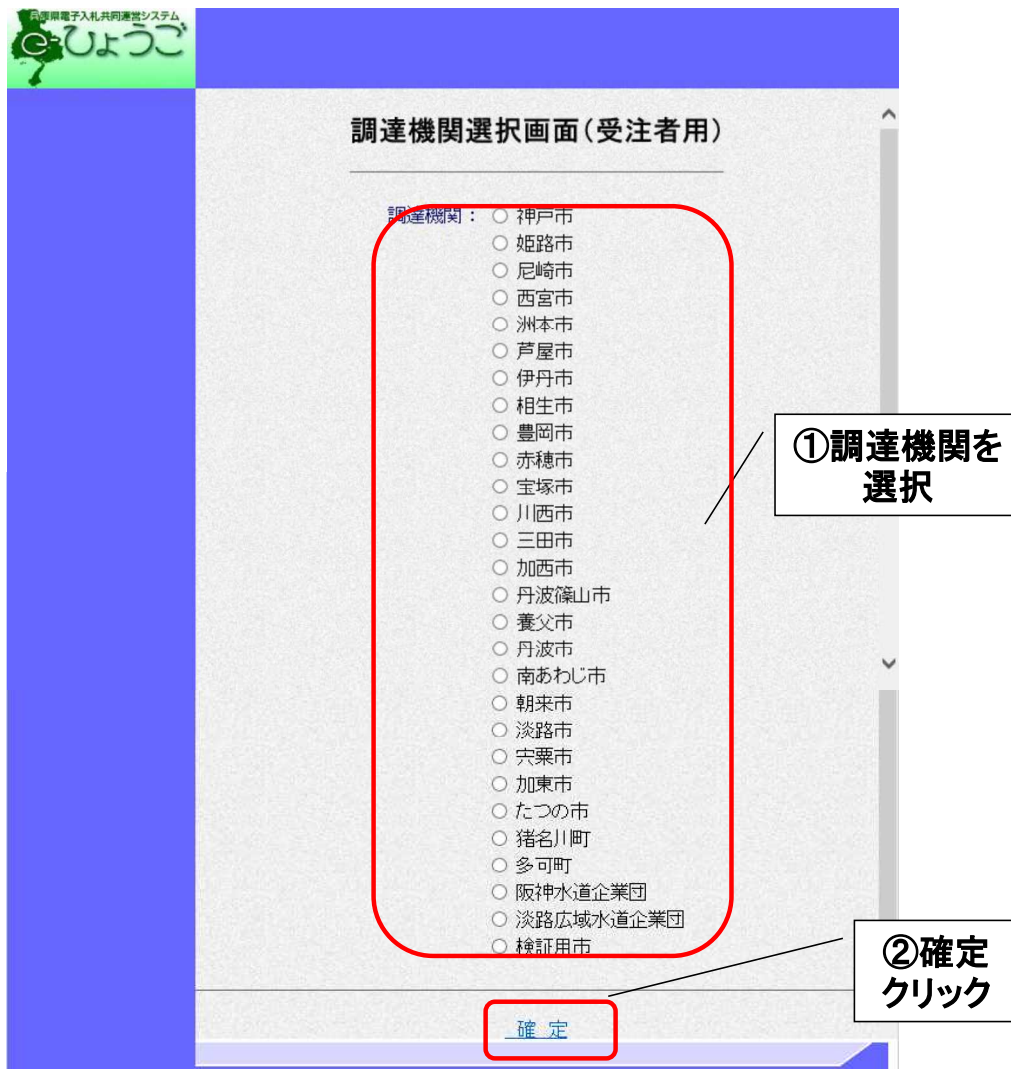 兵庫県電子入札共同運営システム
e-ひょうご
調達機関選択画面(受注者用)
調達機関： 神戸市
姫路市
尼崎市
西宮市
洲本市
芦屋市
伊丹市
相生市
豊岡市
赤穂市
宝塚市
川西市
三田市
加西市
丹波篠山市
養父市
丹波市
南あわじ市
朝来市
淡路市
宍粟市
加東市
たつの市
猪名川町
多可町
阪神水道企業団
淡路広域水道企業団
検証用市
①調達機関を
選択
②確定
クリック
確 定